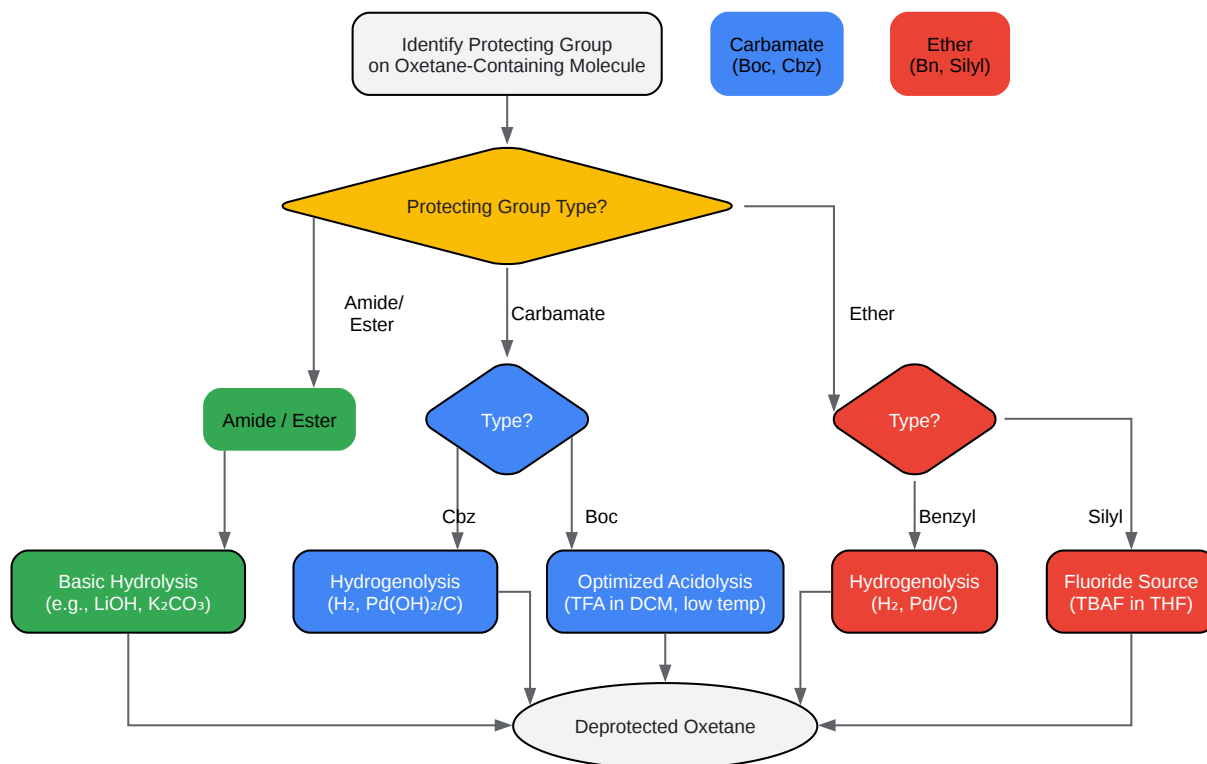 Identify Protecting Group
on Oxetane-Containing Molecule
Carbamate
(Boc, Cbz)
Ether
(Bn, Silyl)
Protecting Group Type?
Amide/
Ester
Carbamate
Ether
Amide / Ester
Type?
Type?
Cbz
Boc
Benzyl
Silyl
Basic Hydrolysis
(e.g., LiOH, K₂CO₃)
Hydrogenolysis
(H₂, Pd(OH)₂/C)
Optimized Acidolysis
(TFA in DCM, low temp)
Hydrogenolysis
(H₂, Pd/C)
Fluoride Source
(TBAF in THF)
Deprotected Oxetane